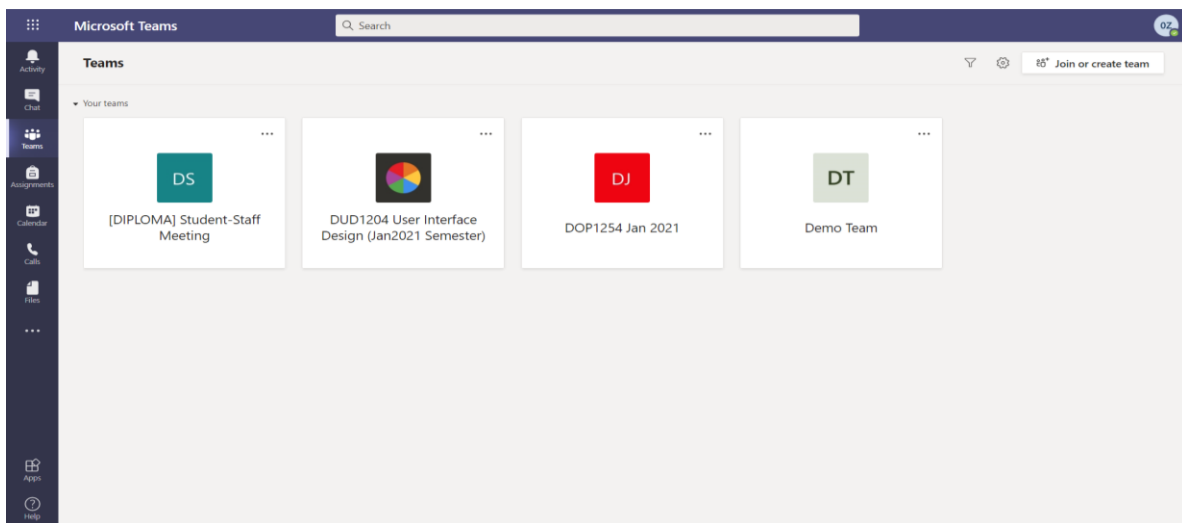 Microsoft Teams
Search
OZ
Activity
Chat
Teams
Assignments
Calendar
Calls
Files
Apps
Help
Teams
Join or create team
Your teams
DS
[DIPLOMA] Student-Staff
Meeting
DUD1204 User Interface
Design (Jan2021 Semester)
DJ
DOP1254 Jan 2021
DT
Demo Team